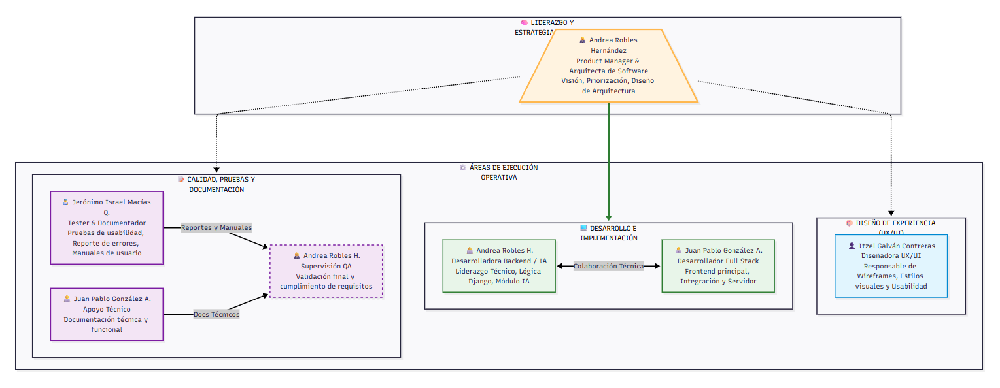 🧠 LIDERAZGO Y
ESTRATEGIA
Andrea Robles
Hernández
Product Manager &
Arquitecta de Software
Visión, Priorización, Diseño
de Arquitectura
⚙️ ÁREAS DE EJECUCIÓN
OPERATIVA
CALIDAD, PRUEBAS Y
DOCUMENTACIÓN
Jerónimo Israel Macías
Q.
Tester & Documentador
Pruebas de usabilidad,
Reporte de errores,
Manuales de usuario
Reportes y Manuales
Andrea Robles H.
Supervisión QA
Validación final y
cumplimiento de requisitos
Juan Pablo González A.
Apoyo Técnico
Documentación técnica y
funcional
Docs Técnicos
DESARROLLO E
IMPLEMENTACIÓN
Andrea Robles H.
Desarrolladora Backend / IA
Liderazgo Técnico, Lógica
Django, Módulo IA
Colaboración Técnica
Juan Pablo González A.
Desarrollador Full Stack
Frontend principal,
Integración y Servidor
DISEÑO DE EXPERIENCIA
(UX/UI)
Itzel Galván Contreras
Diseñadora UX/UI
Responsable de
Wireframes, Estilos
visuales y Usabilidad